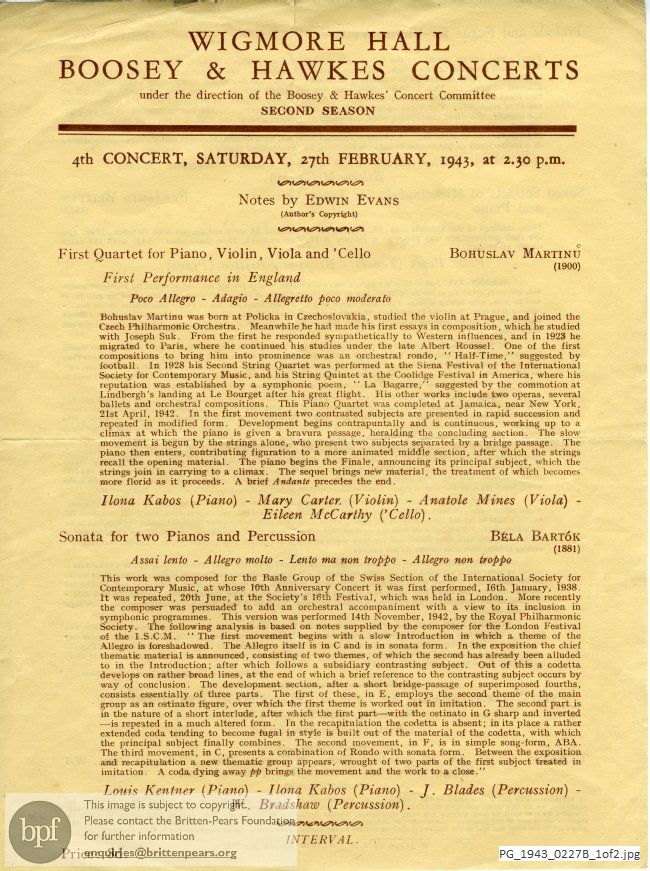 WIGMORE HALL
BOOSEY & HAWKES CONCERTS
under the direction of the Boosey & Hawkes' Concert Committee
SECOND SEASON
4th CONCERT, SATURDAY, 27th FEBRUARY, 1943, at 2.30 p.m.
Notes by EDWIN EVANS
(Author's Copyright)
First Quartet for Piano, Violin, Viola and 'Cello BOHUSLAV MARTINŮ
(1900)
First Performance in England
Poco Allegro - Adagio - Allegretto poco moderato
Bohuslav Martinu was born at Policka in Czechoslovakia, studied the violin at Prague, and joined the
Czech Philharmonic Orchestra. Meanwhile he had made his first essays in composition, which he studied
with Joseph Suk. From the first he responded sympathetically to Western influences, and in 1923 he
migrated to Paris, where he continued his studies under the late Albert Roussel. One of the first
compositions to bring him into prominence was an orchestral rondo, " Half-Time," suggested by
football. In 1928 his Second String Quartet was performed at the Siena Festival of the International
Society for Contemporary Music, and his String Quintet at the Coolidge Festival in America, where his
reputation was established by a symphonic poem, " La Bagarre," suggested by the commotion at
Lindbergh's landing at Le Bourget after his great flight. His other works include two operas, several
ballets and orchestral compositions. This Piano Quartet was completed at Jamaica, near New York,
21st April, 1942. In the first movement two contrasted subjects are presented in rapid succession and
repeated in modified form. Development begins contrapuntally and is continuous, working up to a
climax at which the piano is given a bravura passage, heralding the concluding section. The slow
movement is begun by the strings alone, who present two subjects separated by a bridge passage. The
piano then enters, contributing figuration to a more animated middle section, after which the strings
recall the opening material. The piano begins the Finale, announcing its principal subject, which the
strings join in carrying to a climax. The sequel brings new material, the treatment of which becomes
more florid as it proceeds. A brief Andante precedes the end.
Ilona Kabos (Piano) - Mary Carter (Violin) - Anatole Mines (Viola) -
Eileen McCarthy ('Cello).
Sonata for two Pianos and Percussion BÉLA BARTÓK
(1881)
Assai lento - Allegro molto - Lento ma non troppo - Allegro non troppo
This work was composed for the Basle Group of the Swiss Section of the International Society for
Contemporary Music, at whose 10th Anniversary Concert it was first performed, 16th January, 1938.
It was repeated, 20th June, at the Society's 16th Festival, which was held in London. More recently
the composer was persuaded to add an orchestral accompaniment with a view to its inclusion in
symphonic programmes. This version was performed 14th November, 1942, by the Royal Philharmonic
Society. The following analysis is based on notes supplied by the composer for the London Festival
of the I.S.C.M. " The first movement begins with a slow Introduction in which a theme of the
Allegro is foreshadowed. The Allegro itself is in C and is in sonata form. In the exposition the chief
thematic material is announced, consisting of two themes, of which the second has already been alluded
to in the Introduction; after which follows a subsidiary contrasting subject. Out of this a codetta
develops on rather broad lines, at the end of which a brief reference to the contrasting subject occurs by
way of conclusion. The development section, after a short bridge-passage of superimposed fourths,
consists essentially of three parts. The first of these, in E, employs the second theme of the main
group as an ostinato figure, over which the first theme is worked out in imitation. The second part is
in the nature of a short interlude, after which the first part—with the ostinato in G sharp and inverted
—is repeated in a much altered form. In the recapitulation the codetta is absent; in its place a rather
extended coda tending to become fugal in style is built out of the material of the codetta, with which
the principal subject finally combines. The second movement, in F, is in simple song-form, ABA.
The third movement, in C, presents a combination of Rondo with sonata form. Between the exposition
and recapitulation a new thematic group appears, wrought of two parts of the first subject treated in
imitation. A coda dying away pp brings the movement and the work to a close."
Louis Kentner (Piano) - Ilona Kabos (Piano) - J. Blades (Percussion) -
Bradshaw (Percussion).
INTERVAL.
bpf
This image is subject to copyright.
Please contact the Britten-Pears Foundation
for further information
enquiries@brittenpears.org
PG_1943_0227B_1of2.jpg